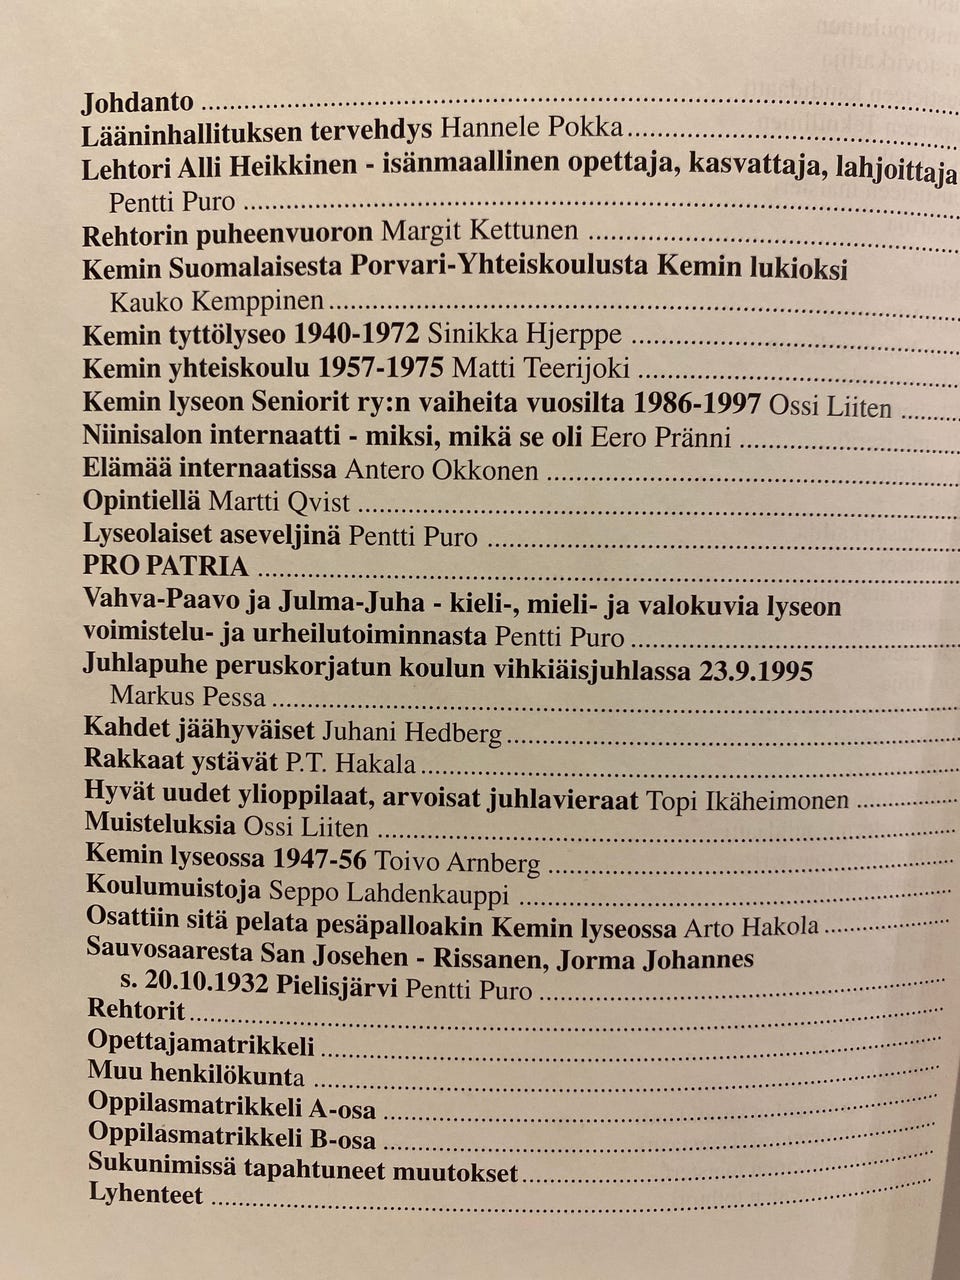 Johdanto
Lääninhallituksen tervehdys Hannele Pokka
Lehtori Alli Heikkinen - isänmaallinen opettaja, kasvattaja, lahjoittaja
Pentti Puro
Rehtorin puheenvuoron Margit Kettunen
Kemin Suomalaisesta Porvari-Yhteiskoulusta Kemin lukioksi
Kauko Kemppinen
Kemin tyttölyseo 1940-1972 Sinikka Hjerppe
Kemin yhteiskoulu 1957-1975 Matti Teerijoki
Kemin lyseon Seniorit ry:n vaiheita vuosilta 1986-1997 Ossi Liiten
Niinisalon internaatti - miksi, mikä se oli Eero Pränni
Elämää internaatissa Antero Okkonen
Opintiellä Martti Qvist
Lyseolaiset aseveljinä Pentti Puro
PRO PATRIA
Vahva-Paavo ja Julma-Juha - kieli-, mieli- ja valokuvia lyseon
voimistelu- ja urheilutoiminnasta Pentti Puro
Juhlapuhe peruskorjatun koulun vihkiäisjuhlassa 23.9.1995
Markus Pessa
Kahdet jäähyväiset Juhani Hedberg
Rakkaat ystävät P.T. Hakala
Hyvät uudet ylioppilaat, arvoisat juhlavieraat Topi Ikäheimonen
Muisteluksia Ossi Liiten
Kemin lyseossa 1947-56 Toivo Arnberg
Koulumuistoja Seppo Lahdenkauppi
Osattiin sitä pelata pesäpalloakin Kemin lyseossa Arto Hakola
Sauvosaaresta San Josehen - Rissanen, Jorma Johannes
s. 20.10.1932 Pielisjärvi Pentti Puro
Rehtorit
Opettajamatrikkeli
Muu henkilökunta
Oppilasmatrikkeli A-osa
Oppilasmatrikkeli B-osa
Sukunimissä tapahtuneet muutokset
Lyhenteet